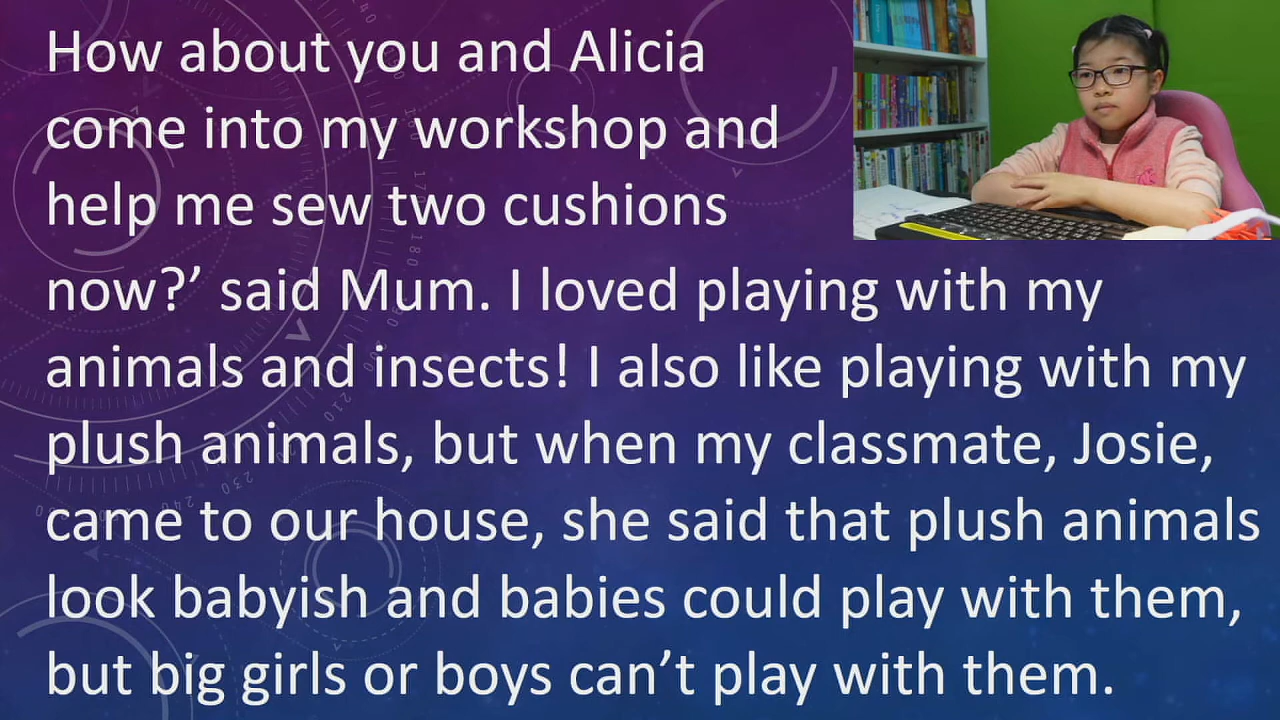 How about you and Alicia
come into my workshop and
help me sew two cushions
now?’ said Mum. I loved playing with my
animals and insects! I also like playing with my
plush animals, but when my classmate, Josie,
came to our house, she said that plush animals
look babyish and babies could play with them,
but big girls or boys can’t play with them.